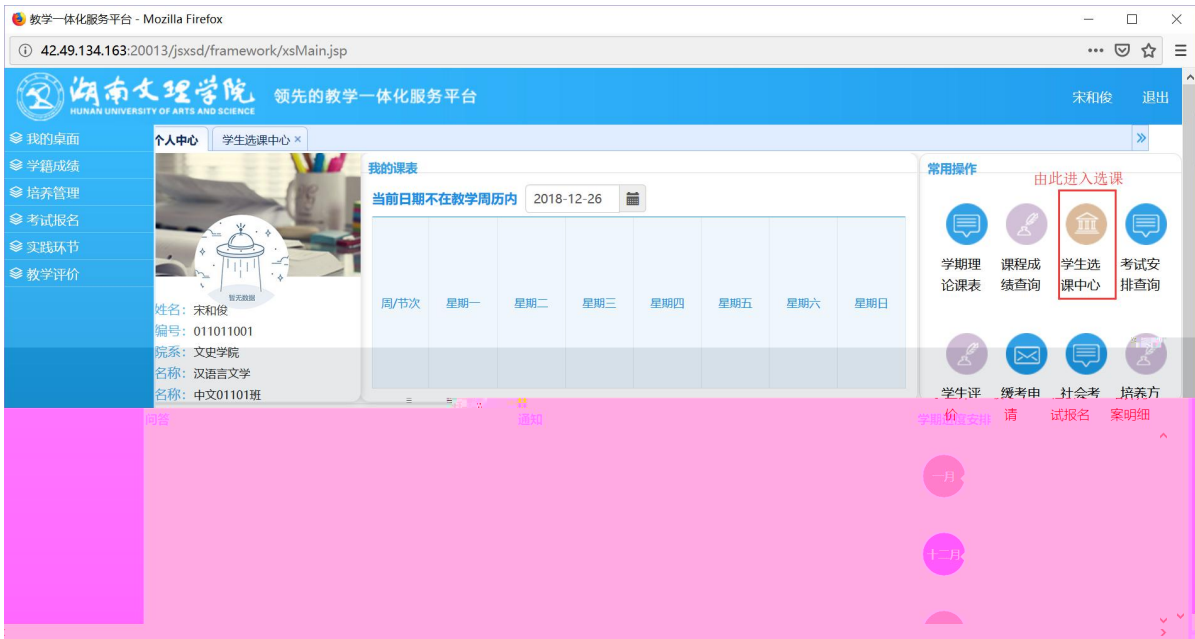 教学一体化服务平台 - Mozilla Firefox
42.49.134.163:20013/jsxsd/framework/xsMain.jsp
湖南文理学院
HUNAN UNIVERSITY OF ARTS AND SCIENCE
领先的教学一体化服务平台
宋和俊 退出
我的桌面
学籍成绩
培养管理
考试报名
实践环节
教学评价
个人中心 学生选课中心 ×
暂无数据
姓名: 宋和俊
编号: 011011001
院系: 文史学院
名称: 汉语言文学
名称: 中文01101班
我的课表
当前日期不在教学周历内 2018-12-26
周/节次 星期一 星期二 星期三 星期四 星期五 星期六 星期日
常用操作
由此进入选课
学期理论课表
课程成绩查询
学生选课中心
考试安排查询
学生评价
缓考申请
社会考试报名
培养方案明细
问答
通知
学期进度安排
一月
十二月